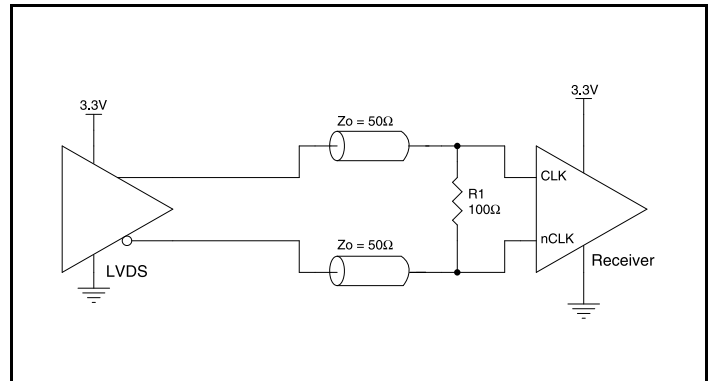 3.3V
3.3V
Zo = 50Ω
CLK
R1
100Ω
nCLK
Zo = 50Ω
LVDS
Receiver